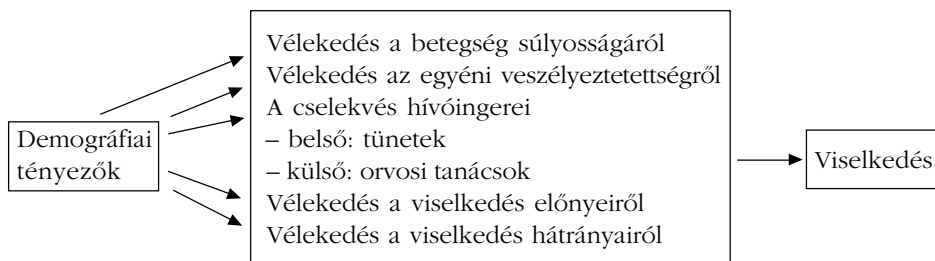 Demográfiai
tényezők
Vélekedés a betegség súlyosságáról
Vélekedés az egyéni veszélyeztetettségről
A cselekvés hívóingerei
– belső: tünetek
– külső: orvosi tanácsok
Vélekedés a viselkedés előnyeiről
Vélekedés a viselkedés hátrányairól
Viselkedés